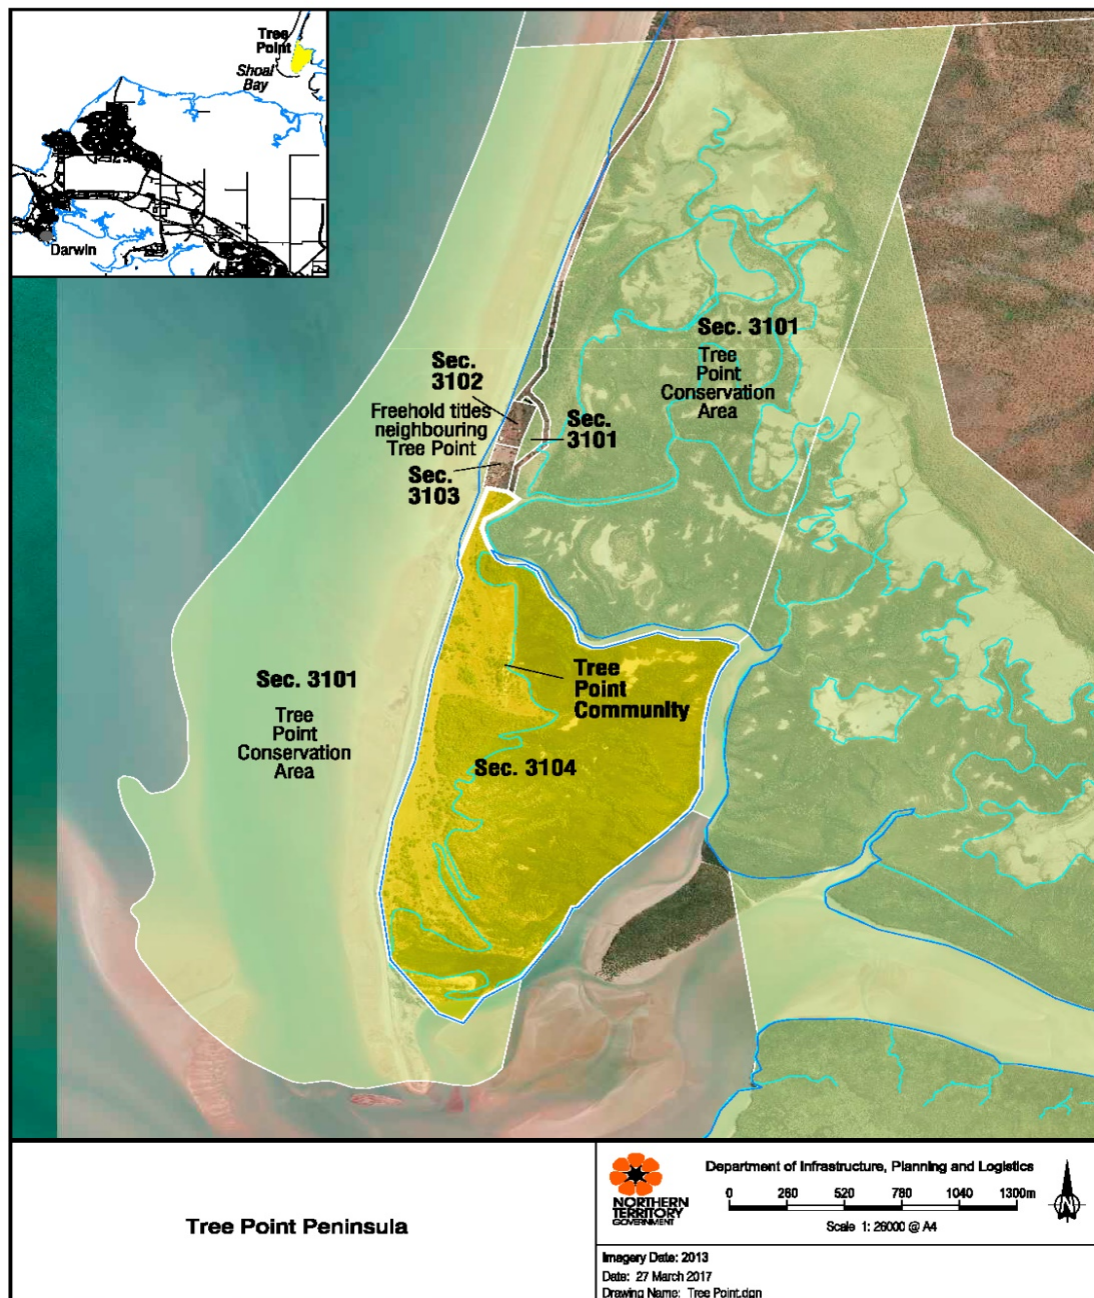 Tree
Point
Shoal
Bay
Darwin
Sec. 3101
Tree
Point
Conservation
Area
Sec.
3102
Freehold titles
neighbouring
Tree Point
Sec.
3101
Sec.
3103
Sec. 3101
Tree
Point
Conservation
Area
Tree
Point
Community
Sec. 3104
Tree Point Peninsula
NORTHERN
TERRITORY
GOVERNMENT
Department of Infrastructure, Planning and Logistics
0 260 520 780 1040 1300m
Scale 1: 26000 @ A4
Imagery Date: 2013
Date: 27 March 2017
Drawing Name: Tree Point.dgn